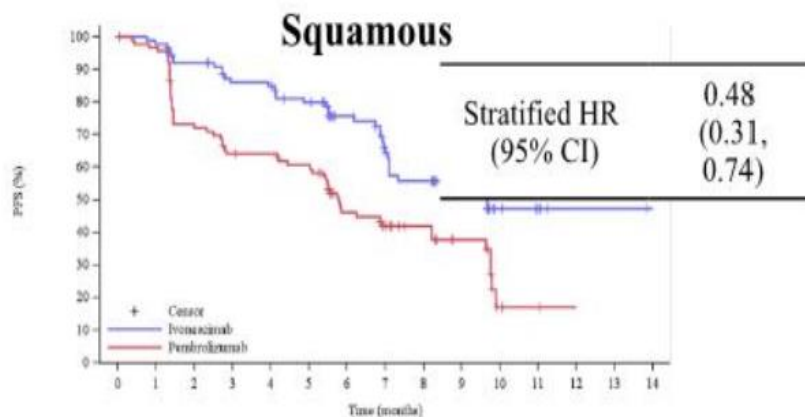 Squamous
Stratified HR
(95% CI)
0.48
(0.31,
0.74)
PFS (%)
100
90
80
70
60
50
40
30
20
10
0
Censor
Ivonescimab
Pembrolizumab
0 1 2 3 4 5 6 7 8 9 10 11 12 13 14
Time (months)